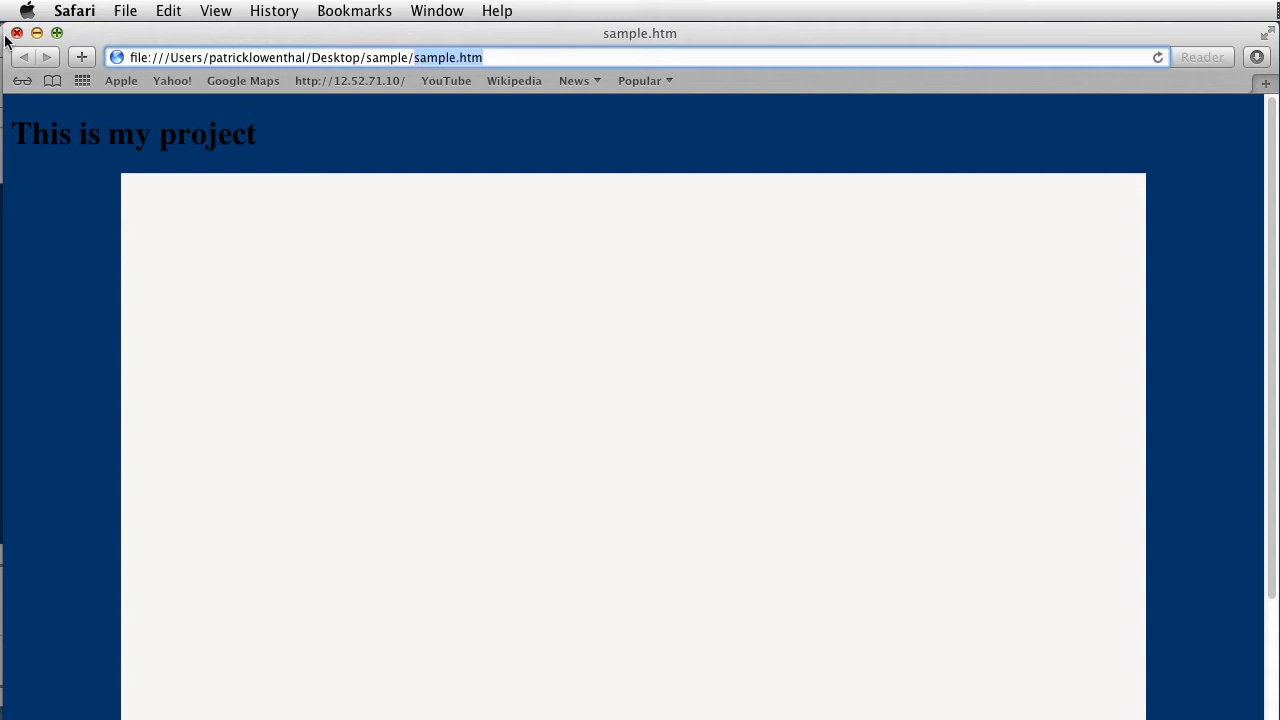 Safari File Edit View History Bookmarks Window Help
sample.htm
file:///Users/patricklowenthal/Desktop/sample/sample.htm Reader
Apple Yahoo! Google Maps http://12.52.71.10/ YouTube Wikipedia News Popular
This is my project